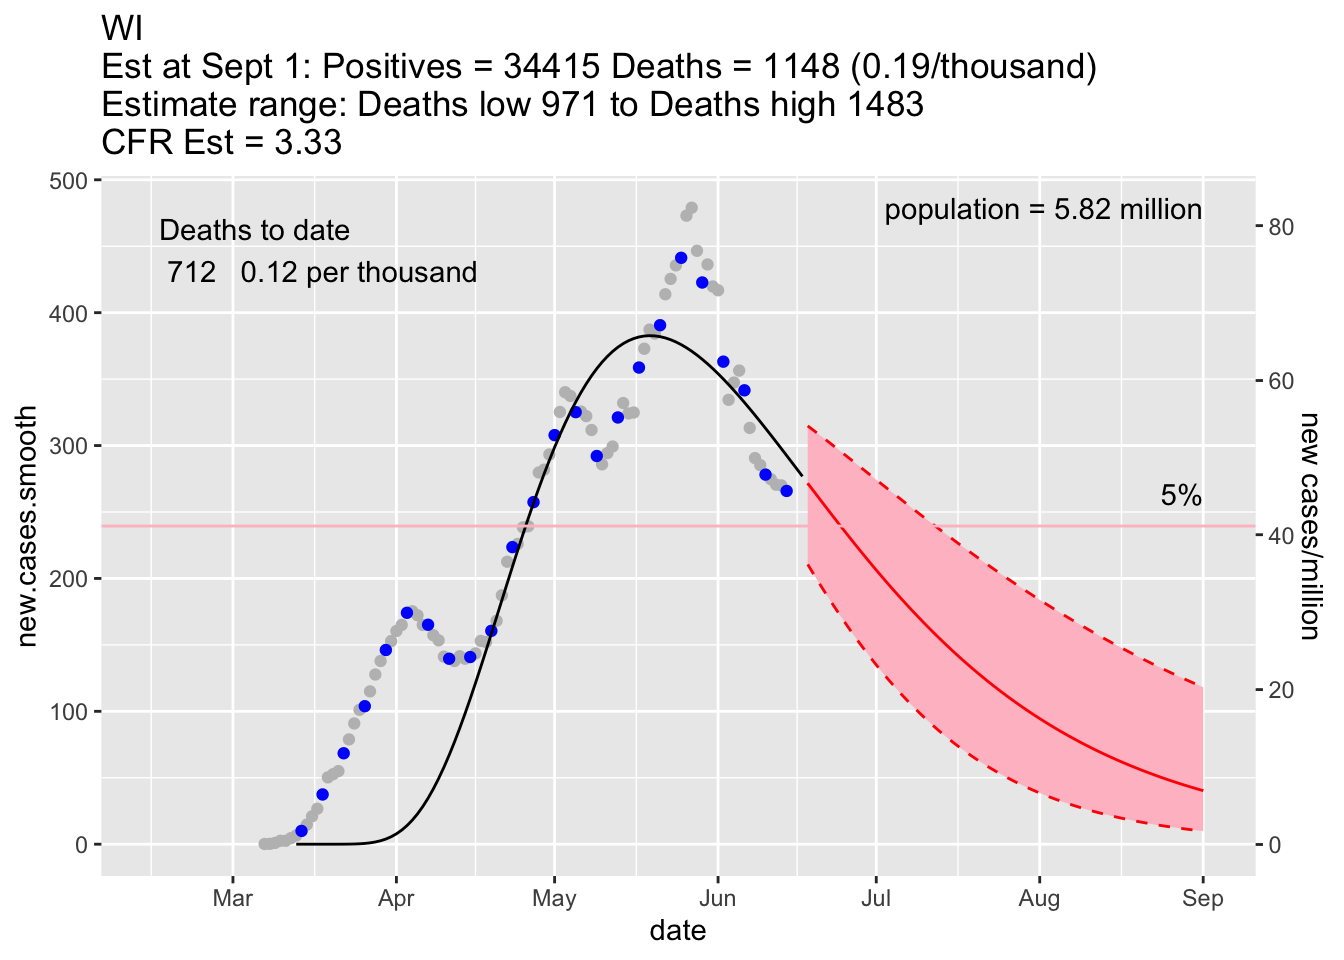 WI
Est at Sept 1: Positives = 34415 Deaths = 1148 (0.19/thousand)
Estimate range: Deaths low 971 to Deaths high 1483
CFR Est = 3.33
Deaths to date
712 0.12 per thousand
population = 5.82 million
5%
500
400
300
200
100
0
new.cases.smooth
80
60
40
20
0
new cases/million
Mar Apr May Jun Jul Aug Sep
date